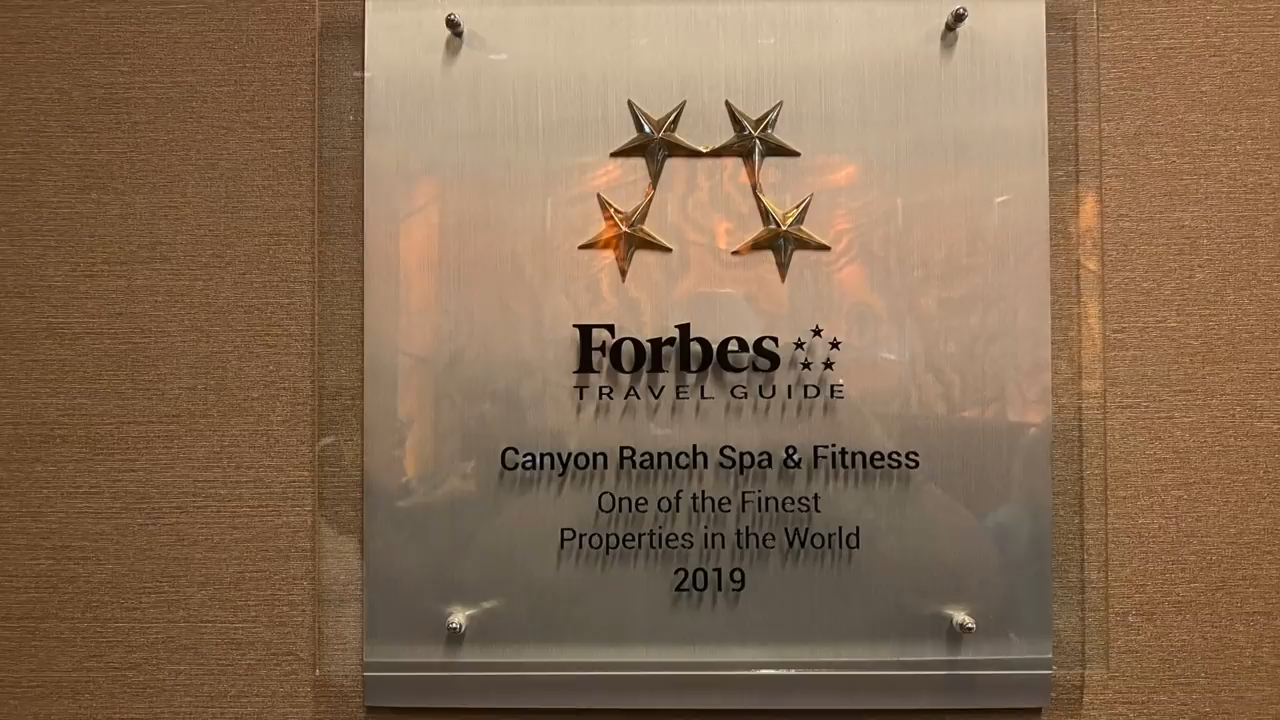 Forbes
TRAVEL GUIDE
Canyon Ranch Spa & Fitness
One of the Finest
Properties in the World
2019